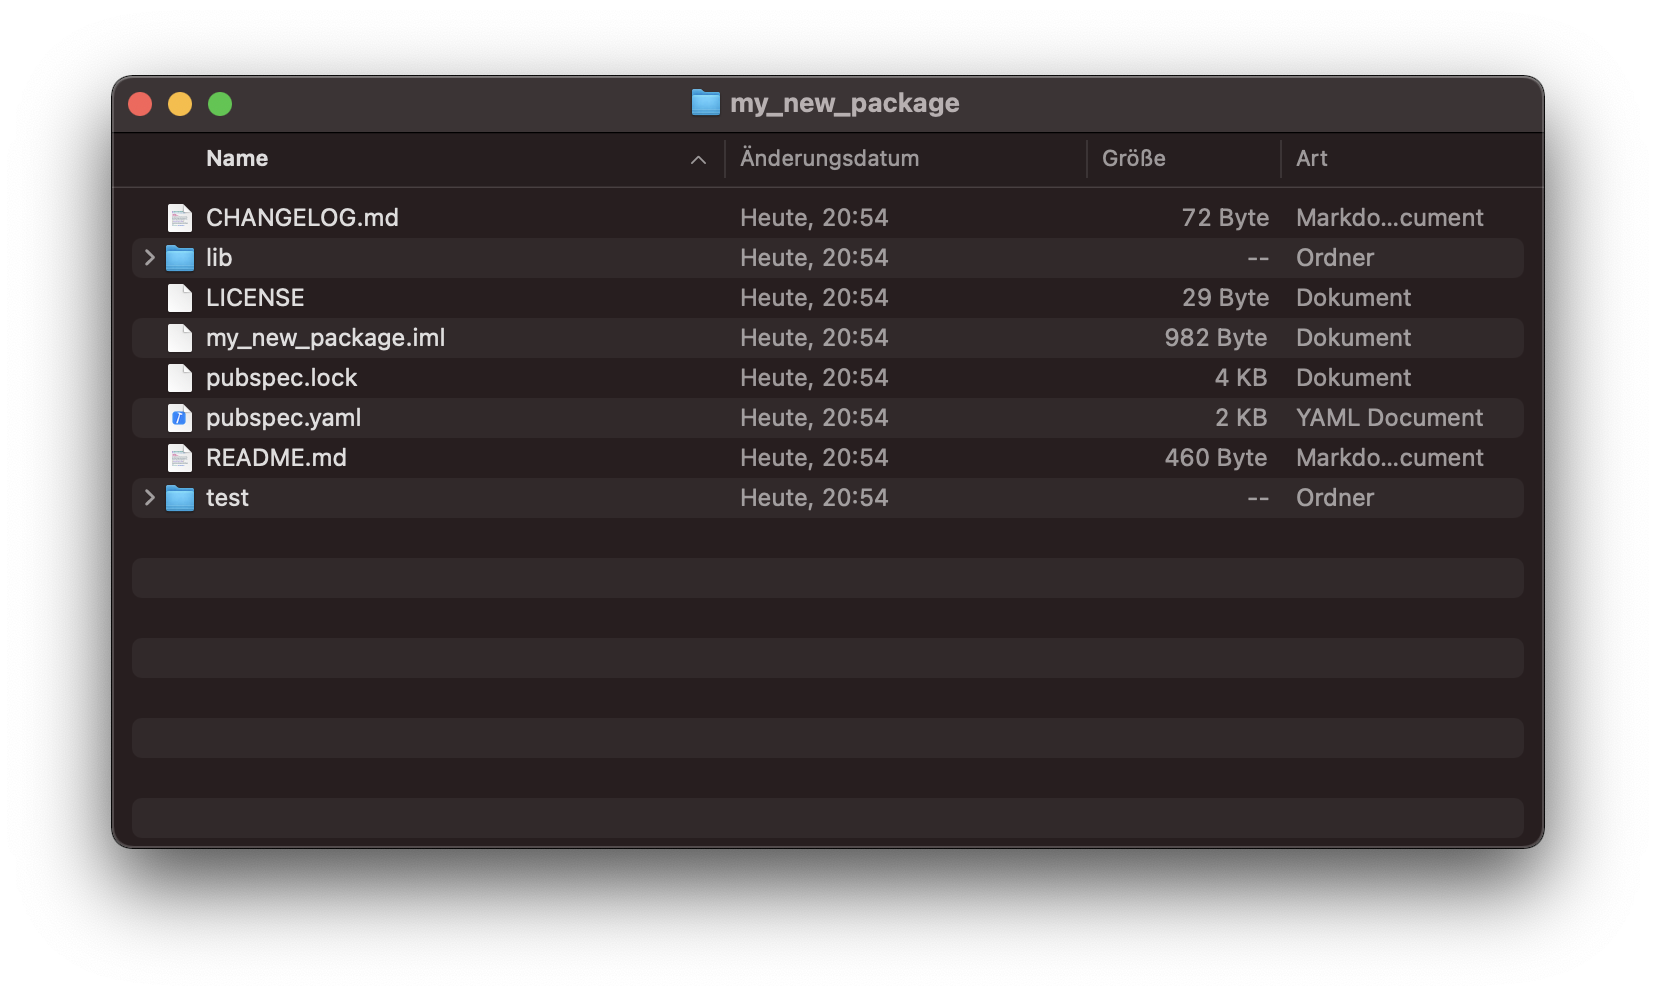 my_new_package
Name Änderungsdatum Größe Art
CHANGELOG.md Heute, 20:54 72 Byte Markdo...cument
lib Heute, 20:54 -- Ordner
LICENSE Heute, 20:54 29 Byte Dokument
my_new_package.iml Heute, 20:54 982 Byte Dokument
pubspec.lock Heute, 20:54 4 KB Dokument
pubspec.yaml Heute, 20:54 2 KB YAML Document
README.md Heute, 20:54 460 Byte Markdo...cument
test Heute, 20:54 -- Ordner